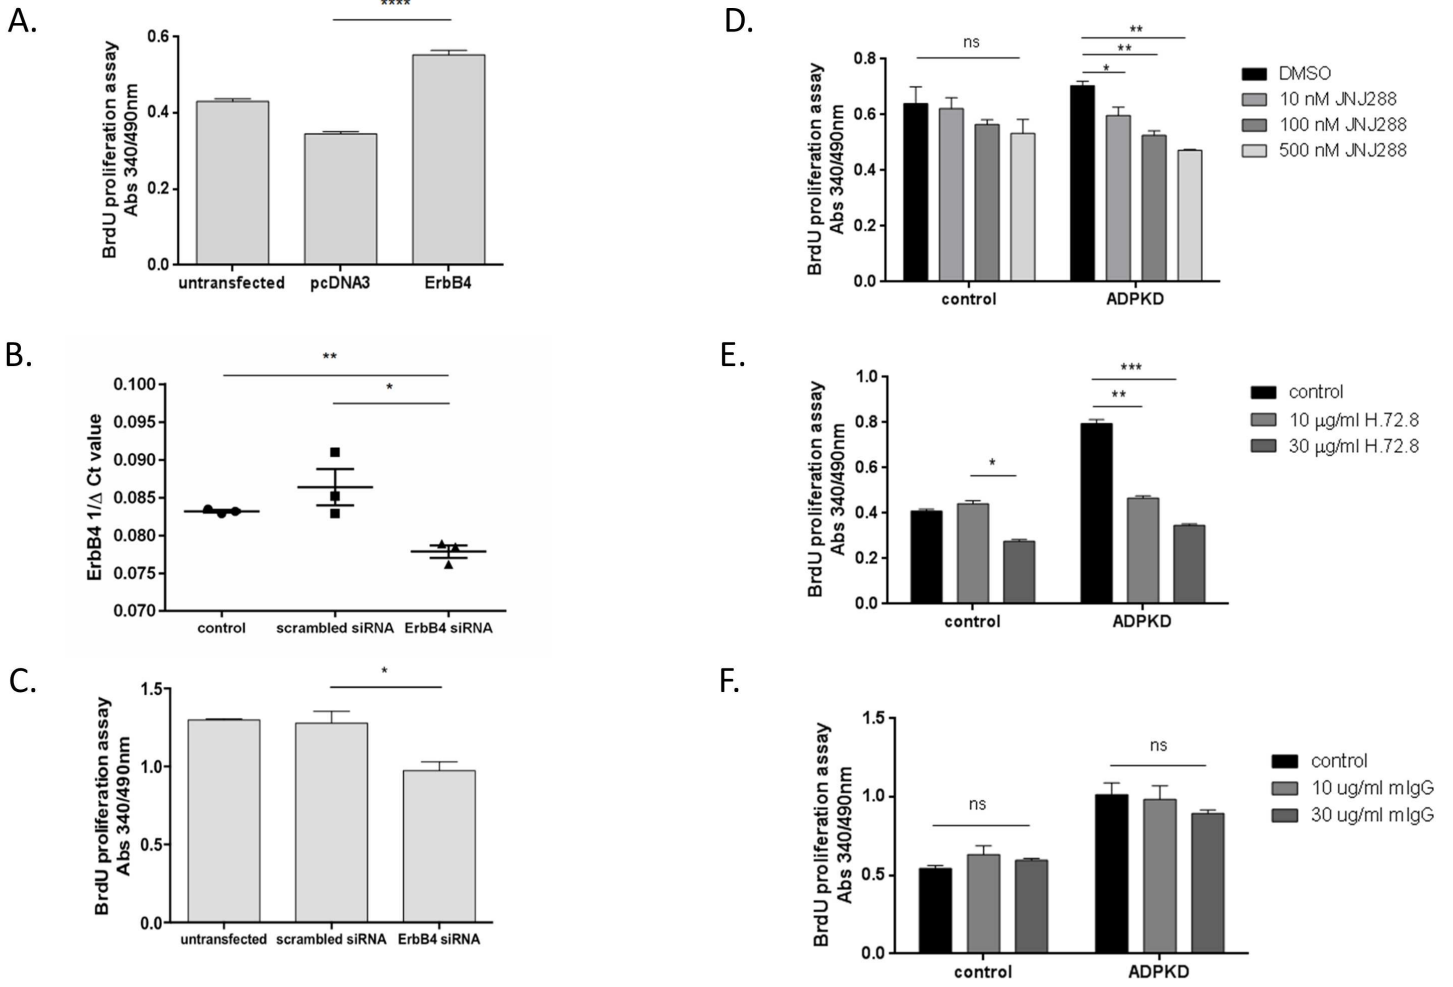 A.
****
BrdU proliferation assay
Abs 340/490nm
0.6
0.4
0.2
0.0
untransfected pcDNA3 ErbB4
B.
**
*
ErbB4 1/Δ Ct value
0.100
0.095
0.090
0.085
0.080
0.075
0.070
control scrambled siRNA ErbB4 siRNA
C.
*
BrdU proliferation assay
Abs 340/490nm
1.5
1.0
0.5
0.0
untransfected scrambled siRNA ErbB4 siRNA
D.
ns
**
**
*
BrdU proliferation assay
Abs 340/490nm
0.8
0.6
0.4
0.2
0.0
control ADPKD
DMSO
10 nM JNJ288
100 nM JNJ288
500 nM JNJ288
E.
***
**
*
BrdU proliferation assay
Abs 340/490nm
1.0
0.8
0.6
0.4
0.2
0.0
control ADPKD
control
10 µg/ml H.72.8
30 µg/ml H.72.8
F.
ns
ns
BrdU proliferation assay
Abs 340/490nm
1.5
1.0
0.5
0.0
control ADPKD
control
10 ug/ml mIgG
30 ug/ml mIgG